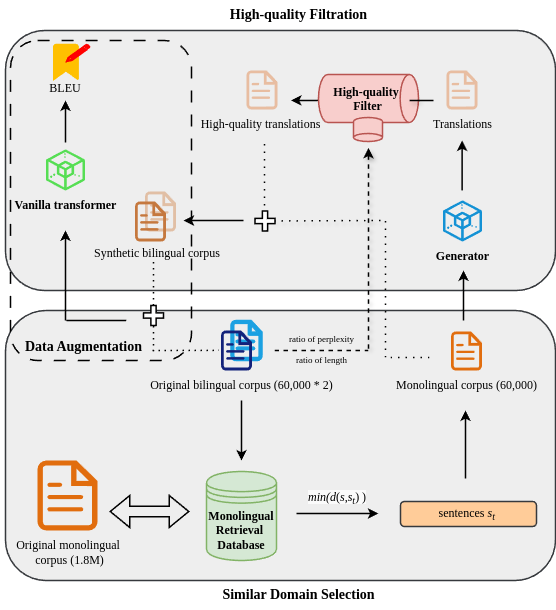 High-quality Filtration
BLEU
High-quality
Filter
High-quality translations
Translations
Vanilla transformer
Synthetic bilingual corpus
Generator
Data Augmentation
ratio of perplexity
ratio of length
Original bilingual corpus (60,000 * 2)
Monolingual corpus (60,000)
Original monolingual
corpus (1.8M)
Monolingual
Retrieval
Database
min(d(s,s_t) )
sentences s_t
Similar Domain Selection